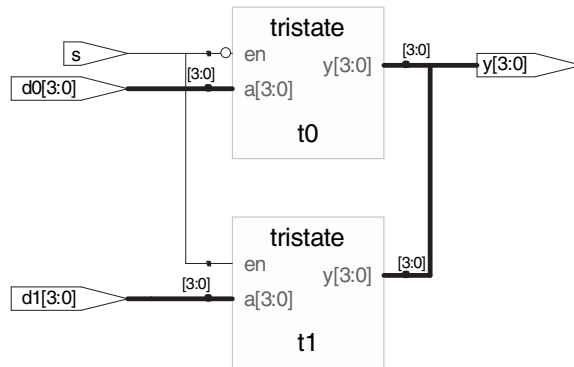 tristate
s
en
[3:0]
y[3:0]
[3:0]
y[3:0]
d0[3:0]
a[3:0]
t0
tristate
en
[3:0]
y[3:0]
[3:0]
d1[3:0]
a[3:0]
t1